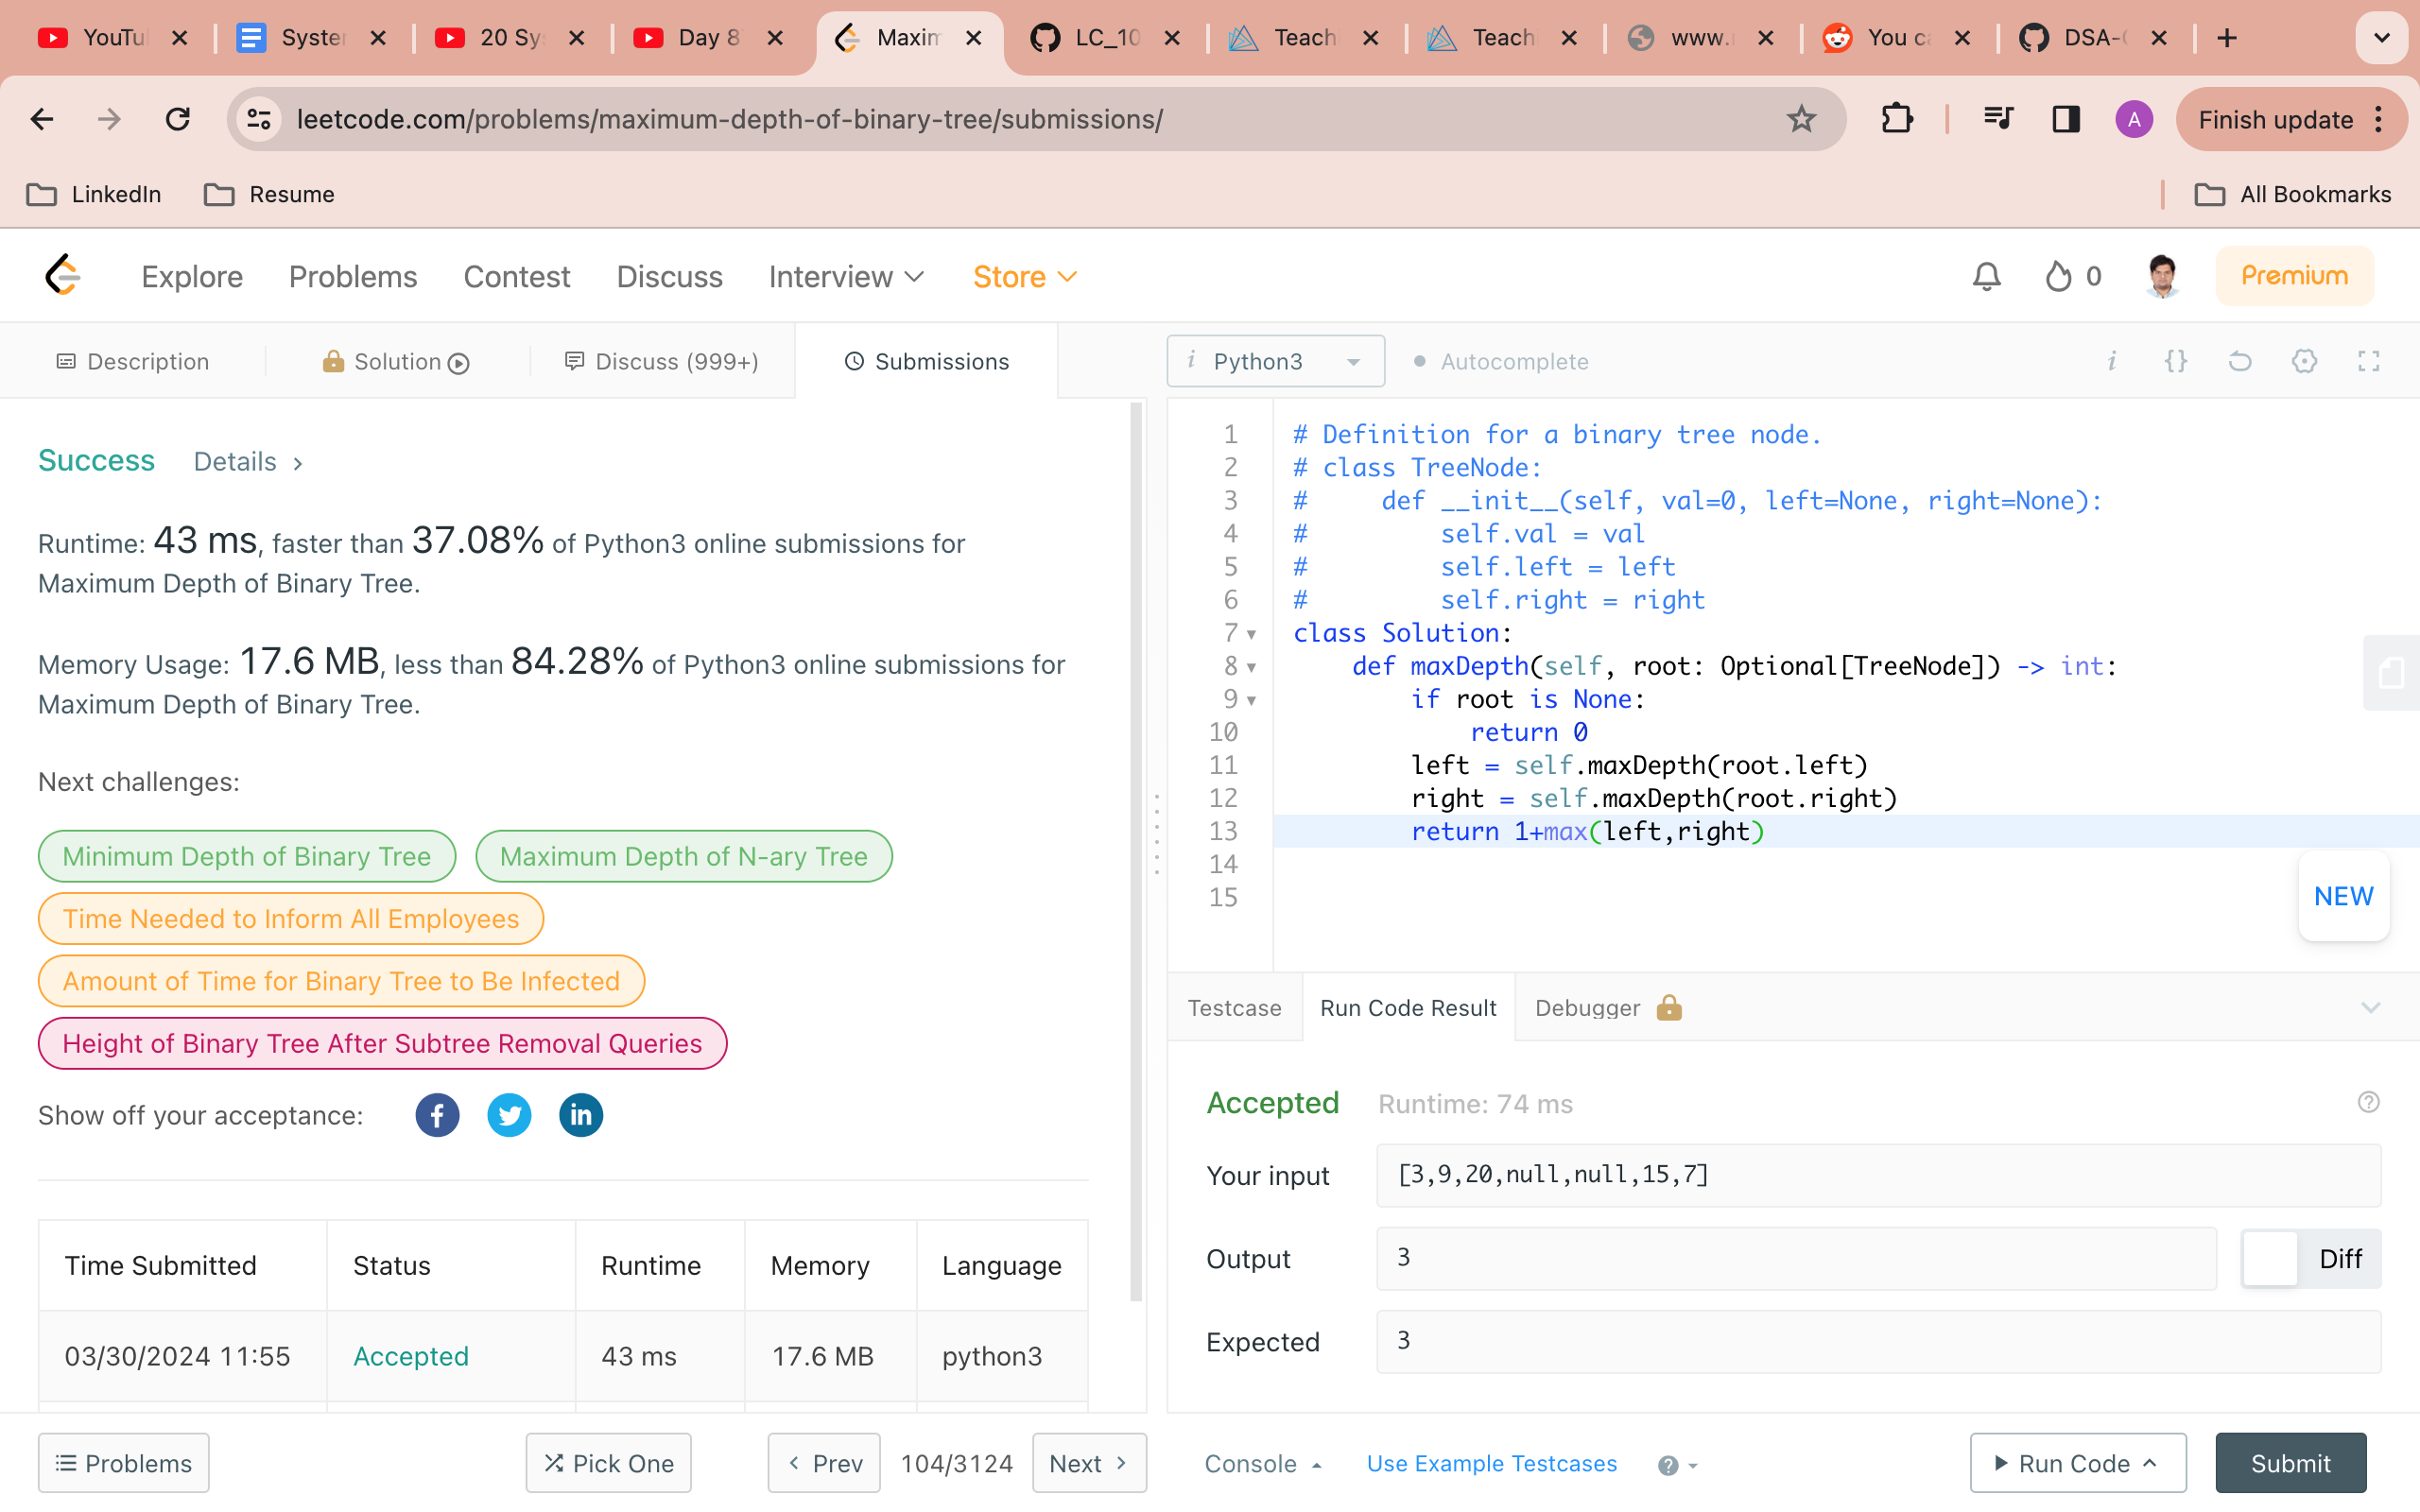 YouTu
Syste
20 Sy
Day 8
Maxim
LC_10
Teach
Teach
www.
You ca
DSA-
leetcode.com/problems/maximum-depth-of-binary-tree/submissions/
A
Finish update
LinkedIn
Resume
All Bookmarks
Explore
Problems
Contest
Discuss
Interview
Store
0
Premium
Description
Solution
Discuss (999+)
Submissions
Success
Details
Runtime: 43 ms, faster than 37.08% of Python3 online submissions for
Maximum Depth of Binary Tree.
Memory Usage: 17.6 MB, less than 84.28% of Python3 online submissions for
Maximum Depth of Binary Tree.
Next challenges:
Minimum Depth of Binary Tree
Maximum Depth of N-ary Tree
Time Needed to Inform All Employees
Amount of Time for Binary Tree to Be Infected
Height of Binary Tree After Subtree Removal Queries
Show off your acceptance:
Time Submitted
Status
Runtime
Memory
Language
03/30/2024 11:55
Accepted
43 ms
17.6 MB
python3
Problems
Pick One
Prev
104/3124
Next
i Python3
Autocomplete
i
{}
1 # Definition for a binary tree node.
2 # class TreeNode:
3 #     def __init__(self, val=0, left=None, right=None):
4 #         self.val = val
5 #         self.left = left
6 #         self.right = right
7 class Solution:
8     def maxDepth(self, root: Optional[TreeNode]) -> int:
9         if root is None:
10             return 0
11         left = self.maxDepth(root.left)
12         right = self.maxDepth(root.right)
13         return 1+max(left,right)
14
15
NEW
Testcase
Run Code Result
Debugger
Accepted
Runtime: 74 ms
?
Your input
[3,9,20,null,null,15,7]
Output
3
Diff
Expected
3
Console
Use Example Testcases
?
Run Code
Submit